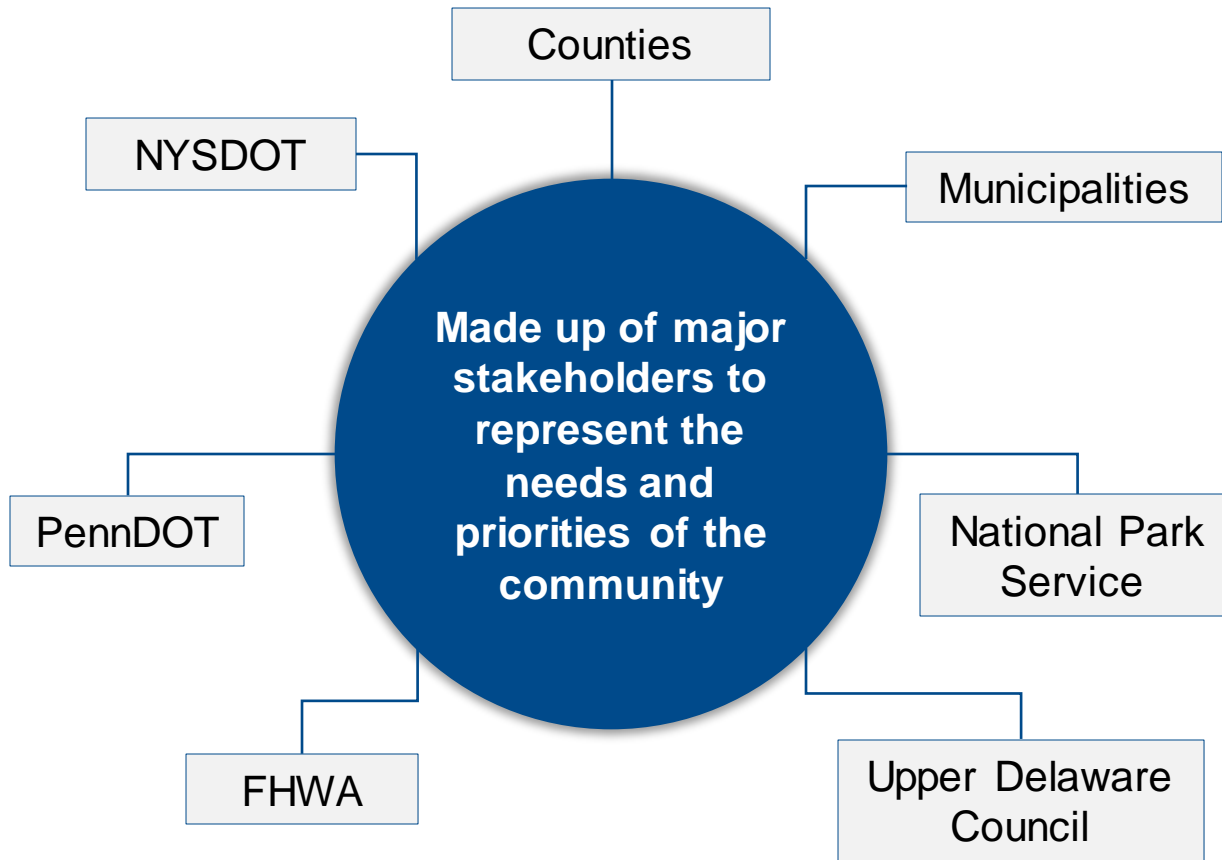 Counties
NYSDOT
Municipalities
Made up of major
stakeholders to
represent the
needs and
priorities of the
community
PennDOT
National Park
Service
FHWA
Upper Delaware
Council